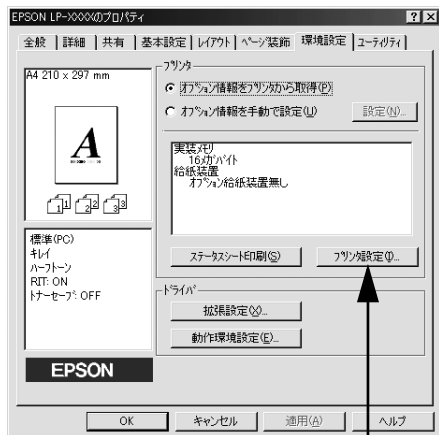 EPSON LP-XXXXのプロパティ
全般 詳細 共有 基本設定 レイアウト ページ装飾 環境設定 ユーティリティ
A4 210 x 297 mm
A
1 1 2 2 3 3
標準(PC)
キレイ
ハーフトーン
RIT: ON
トナーセーブ: OFF
EPSON
プリンタ
オプション情報をプリンタから取得(P)
オプション情報を手動で設定(U)
設定(N)...
実装メモリ
16メガバイト
給紙装置
オプション給紙装置無し
ステータスシート印刷(S)
プリンタ設定(I)...
ドライバ
拡張設定(X)...
動作環境設定(E)...
OK キャンセル 適用(A) ヘルプ